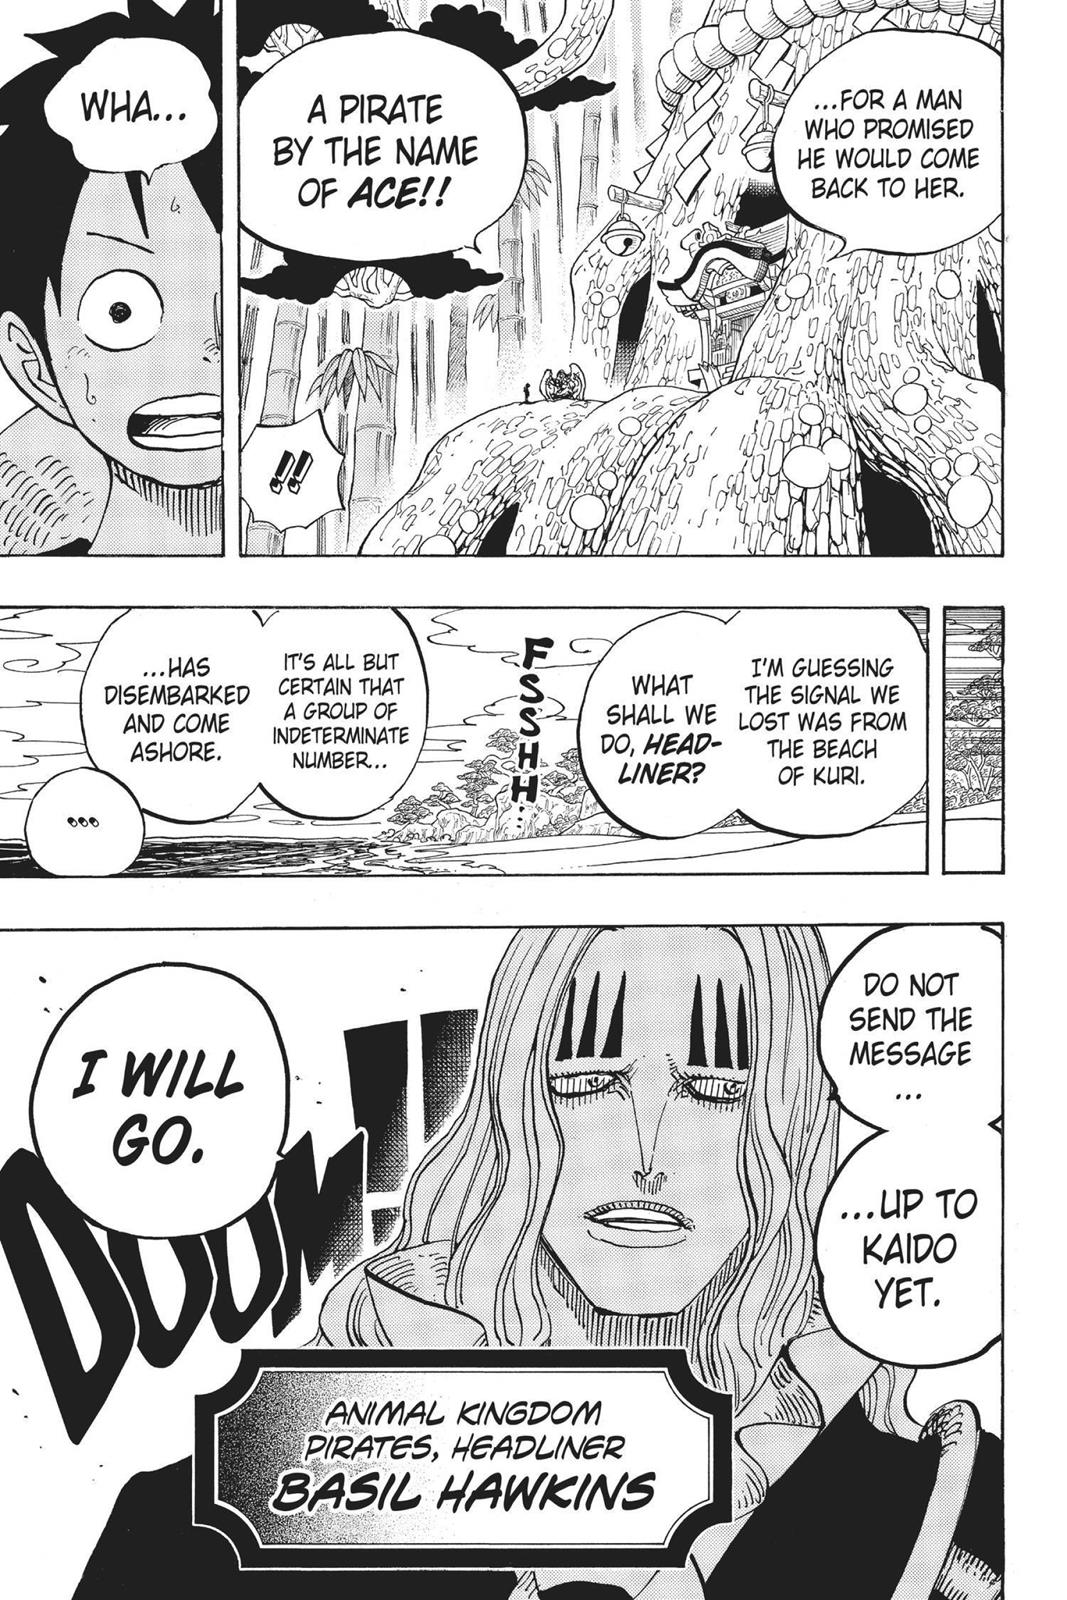 ...FOR A MAN
WHO PROMISED
HE WOULD COME
BACK TO HER.
A PIRATE
BY THE NAME
OF ACE!!
!!
WHA...
I'M GUESSING
THE SIGNAL WE
LOST WAS FROM
THE BEACH
OF KURI.
WHAT
SHALL WE
DO, HEAD-
LINER?
FSSHH...
IT'S ALL BUT
CERTAIN THAT
A GROUP OF
INDETERMINATE
NUMBER...
...HAS
DISEMBARKED
AND COME
ASHORE.
...
DO NOT
SEND THE
MESSAGE
...
...UP TO
KAIDO
YET.
I WILL
GO.
DOOM!!
ANIMAL KINGDOM
PIRATES, HEADLINER
BASIL HAWKINS